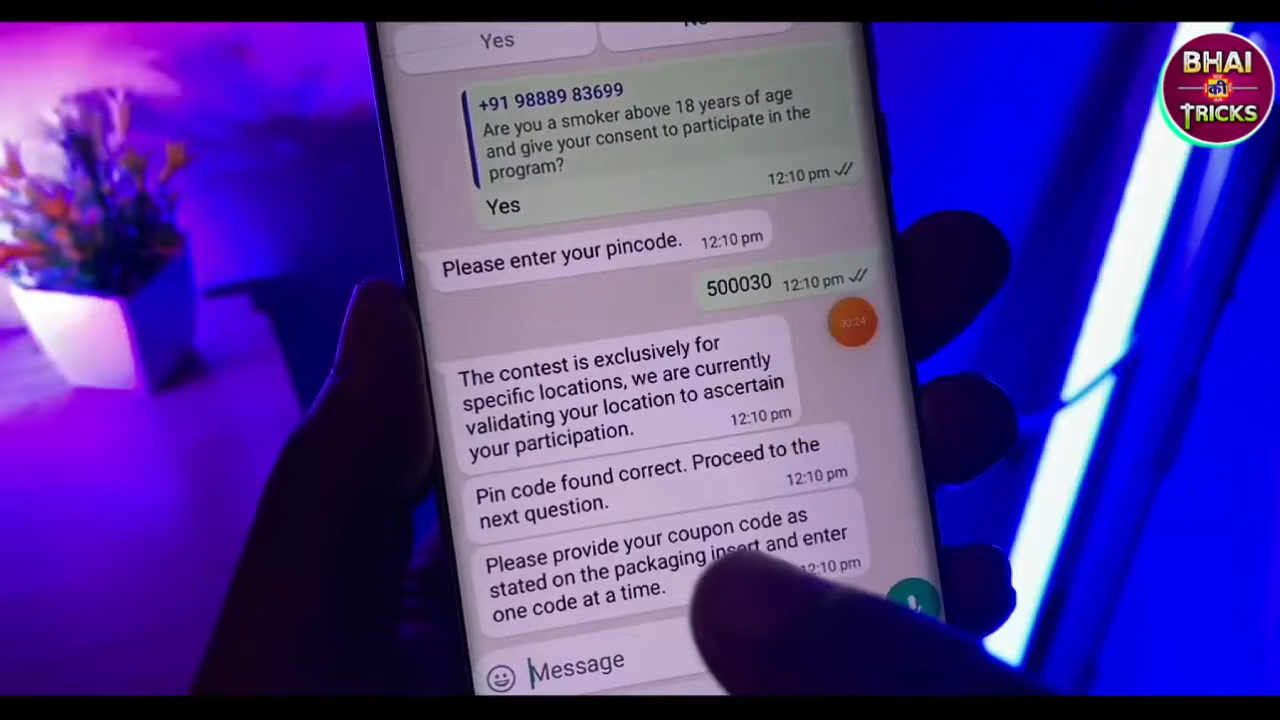 Yes
No
+91 98889 83699
Are you a smoker above 18 years of age
and give your consent to participate in the
program?
12:10 pm
Yes
Please enter your pincode. 12:10 pm
500030 12:10 pm
00:24
The contest is exclusively for
specific locations, we are currently
validating your location to ascertain
your participation. 12:10 pm
Pin code found correct. Proceed to the
next question. 12:10 pm
Please provide your coupon code as
stated on the packaging insert and enter
one code at a time. 12:10 pm
Message
BHAI
की
TRICKS